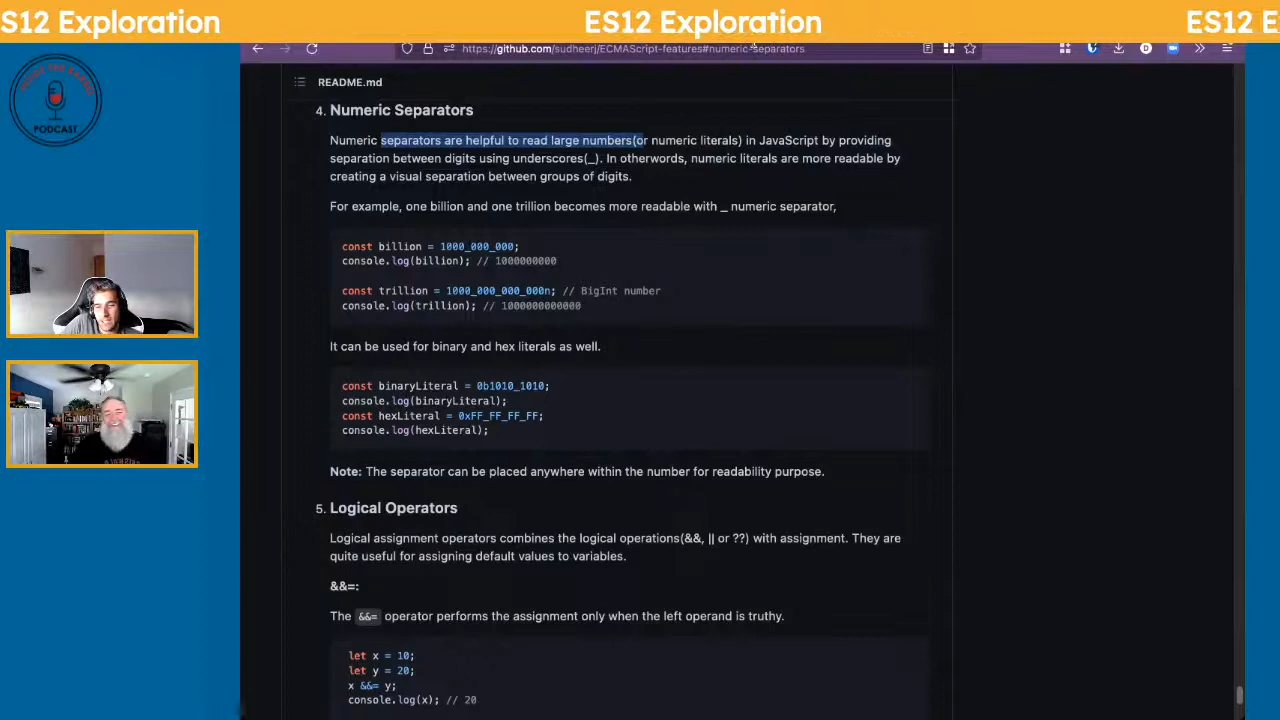 S12 Exploration
ES12 Exploration
ES12 E
https://github.com/sudheerj/ECMAScript-features#numeric-separators
PODCAST
README.md
4. Numeric Separators
Numeric separators are helpful to read large numbers(or numeric literals) in JavaScript by providing
separation between digits using underscores(_). In otherwords, numeric literals are more readable by
creating a visual separation between groups of digits.
For example, one billion and one trillion becomes more readable with _ numeric separator,
const billion = 1000_000_000;
console.log(billion); // 1000000000
const trillion = 1000_000_000_000n; // BigInt number
console.log(trillion); // 1000000000000
It can be used for binary and hex literals as well.
const binaryLiteral = 0b1010_1010;
console.log(binaryLiteral);
const hexLiteral = 0xFF_FF_FF_FF;
console.log(hexLiteral);
Note: The separator can be placed anywhere within the number for readability purpose.
5. Logical Operators
Logical assignment operators combines the logical operations(&&, || or ??) with assignment. They are
quite useful for assigning default values to variables.
&&=:
The &&= operator performs the assignment only when the left operand is truthy.
let x = 10;
let y = 20;
x &&= y;
console.log(x); // 20